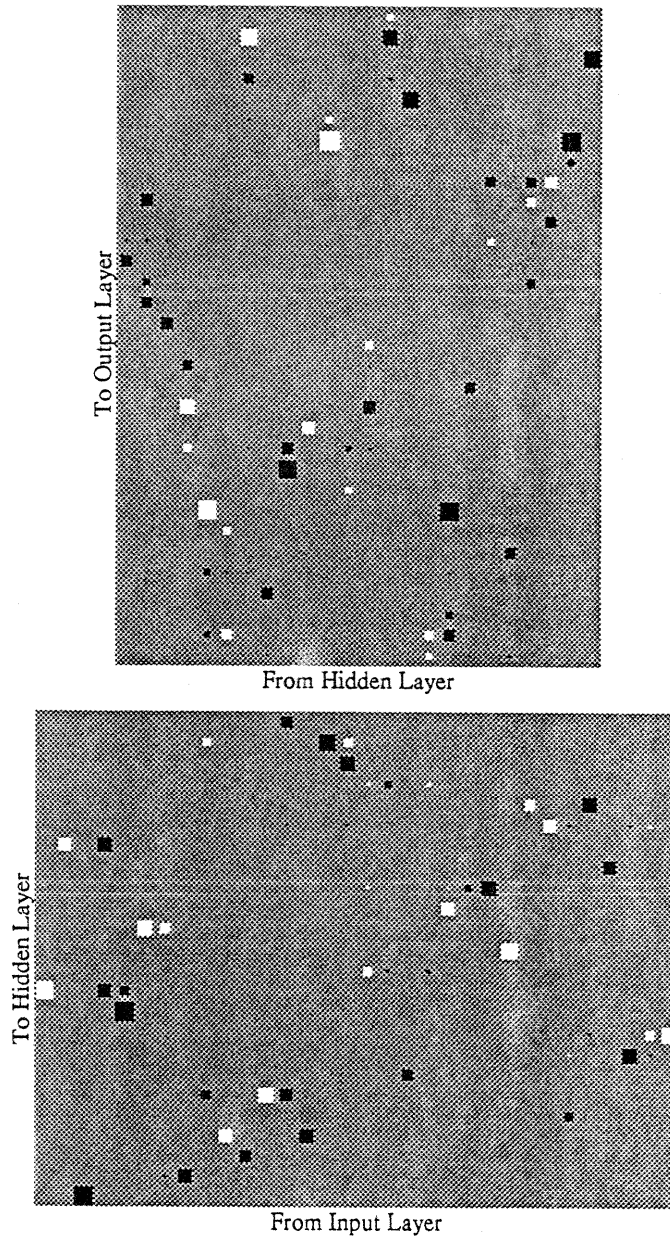 To Output Layer
From Hidden Layer
To Hidden Layer
From Input Layer